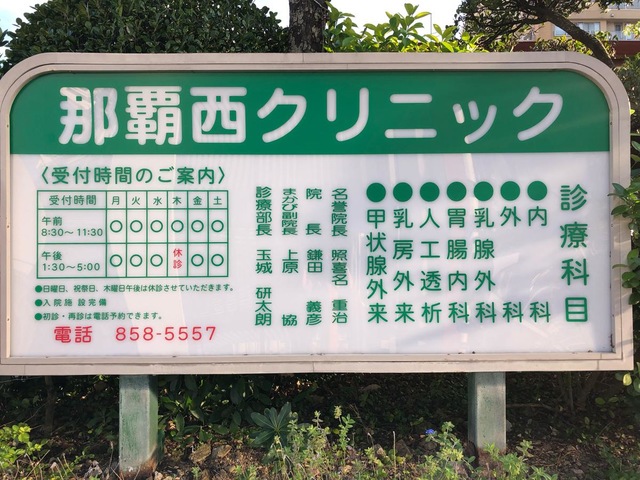 那覇西クリニック
〈受付時間のご案内〉
受付時間 月 火 水 木 金 土
午前 8:30～11:30 ○ ○ ○ ○ ○ ○
午後 1:30～5:00 ○ ○ ○ 休診 ○ ○
●日曜日、祝祭日、木曜日午後は休診させていただきます。
●入院施設完備
●初診・再診は電話予約できます。
電話 858-5557
名誉院長 照喜名 重治
院長 鎌田 義彦
まかび副院長 上原 協
診療部長 玉城 研太朗
診療科目
●内科
●外科
●乳腺外科
●胃腸内科
●人工透析
●乳房外来
●甲状腺外来